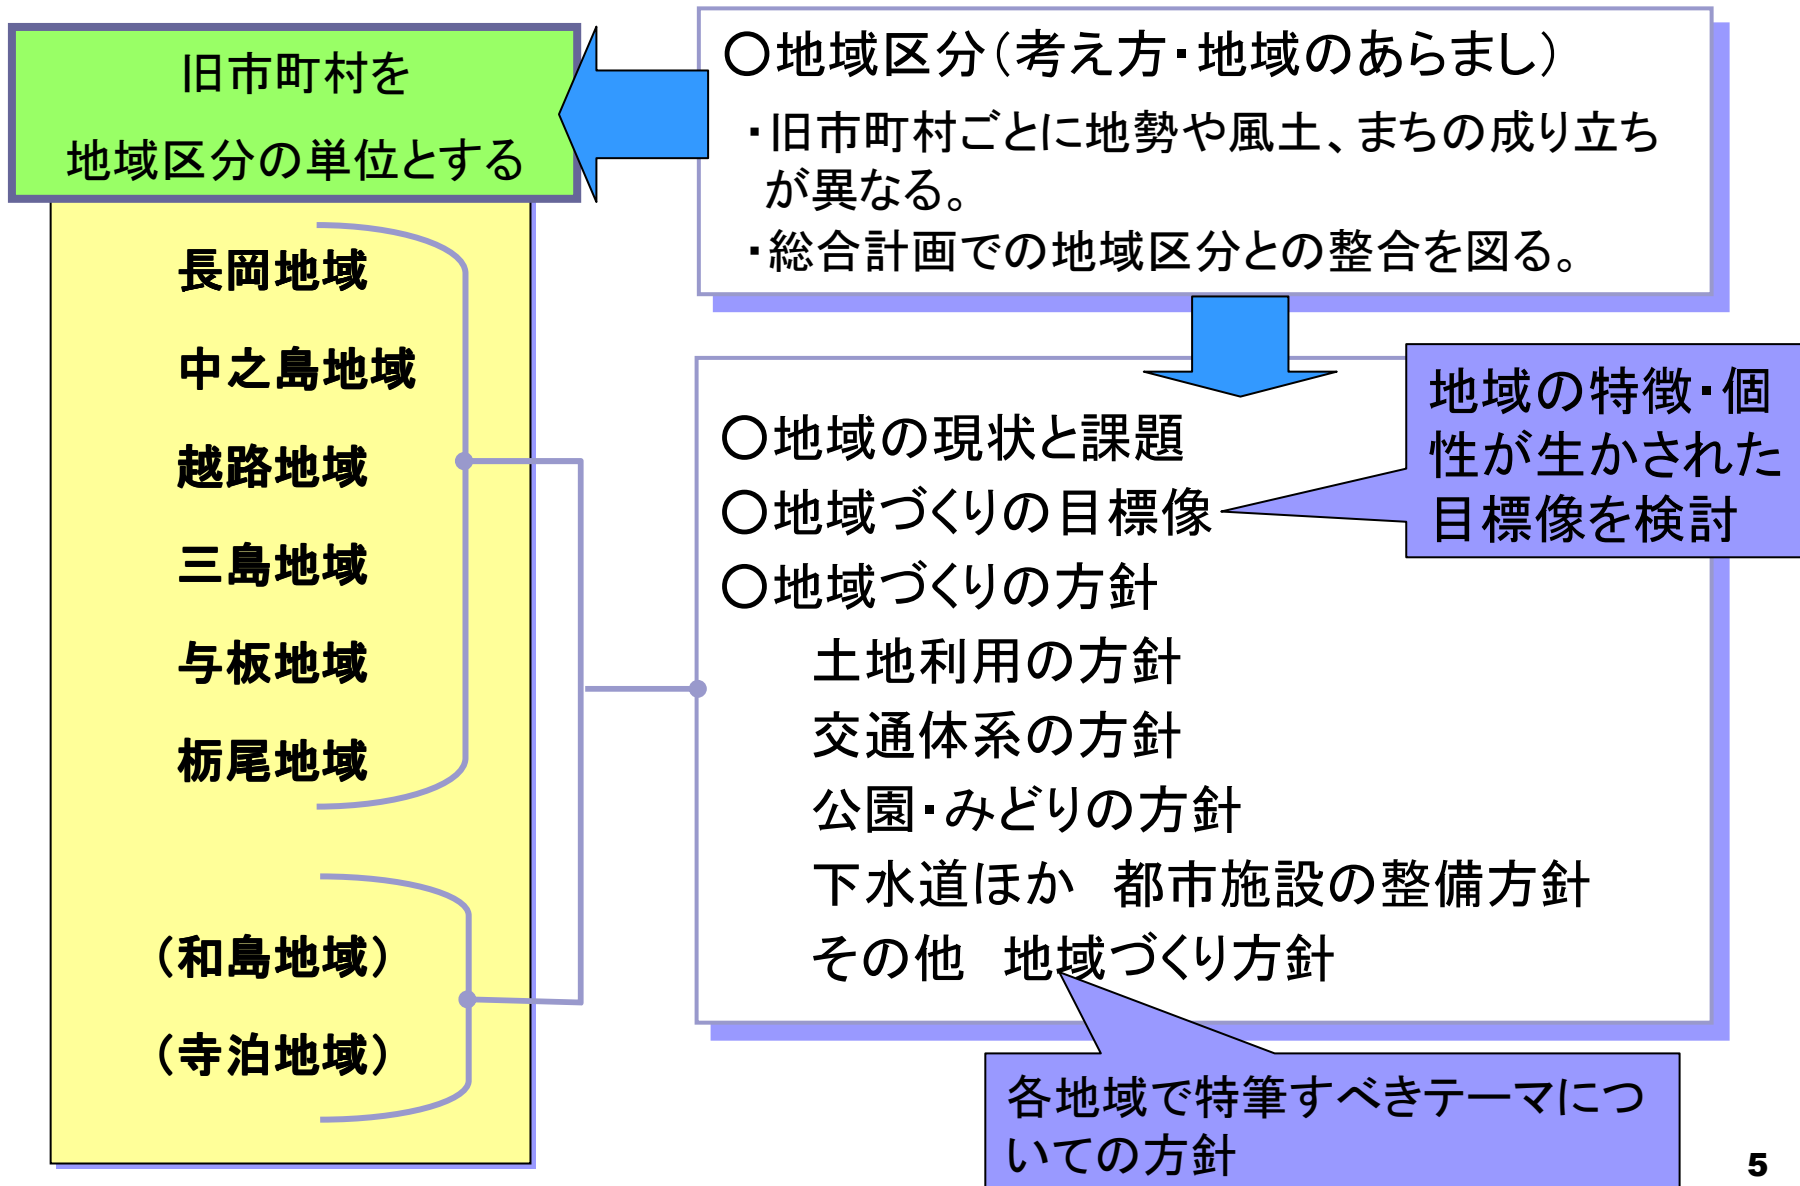 旧市町村を
地域区分の単位とする
長岡地域
中之島地域
越路地域
三島地域
与板地域
栃尾地域
（和島地域）
（寺泊地域）
○地域区分（考え方・地域のあらまし）
・旧市町村ごとに地勢や風土、まちの成り立ち
が異なる。
・総合計画での地域区分との整合を図る。
○地域の現状と課題
○地域づくりの目標像
○地域づくりの方針
土地利用の方針
交通体系の方針
公園・みどりの方針
下水道ほか　都市施設の整備方針
その他　地域づくり方針
地域の特徴・個
性が生かされた
目標像を検討
各地域で特筆すべきテーマにつ
いての方針
5